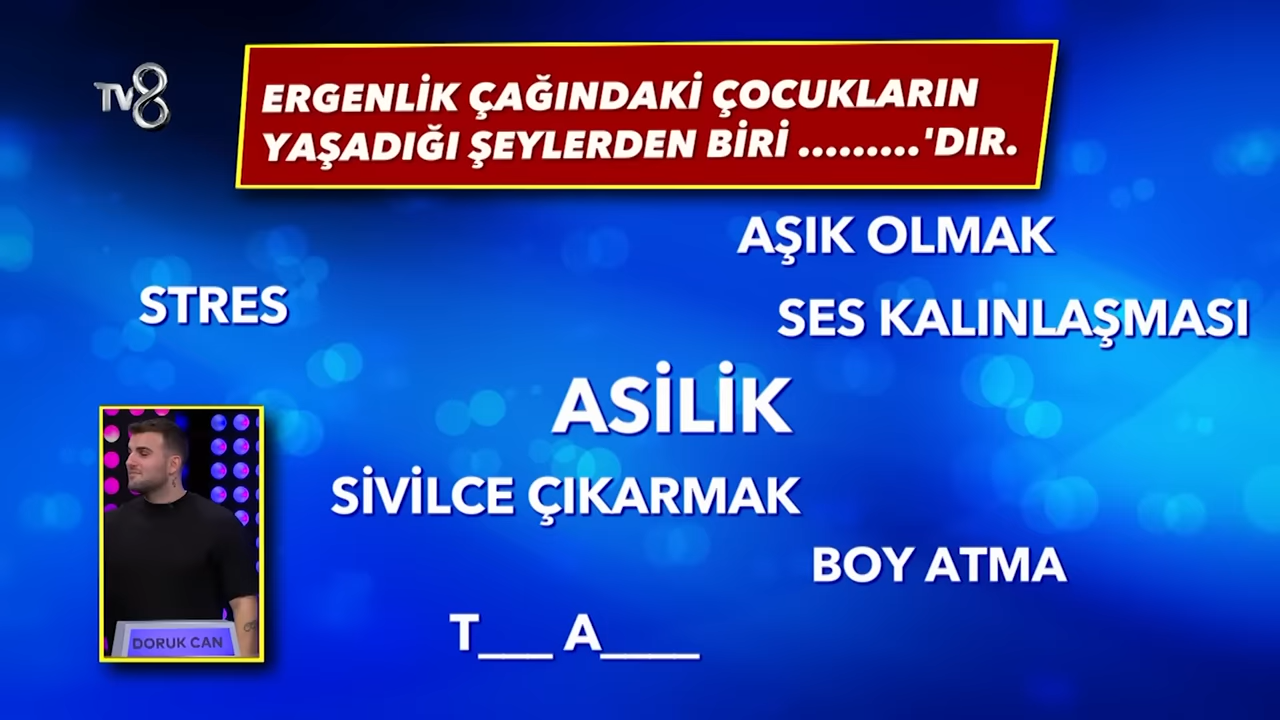 TV8
ERGENLİK ÇAĞINDAKİ ÇOCUKLARIN
YAŞADIĞI ŞEYLERDEN BİRİ .........'DIR.
AŞIK OLMAK
STRES
SES KALINLAŞMASI
ASİLİK
SİVİLCE ÇIKARMAK
BOY ATMA
T___ A____
DORUK CAN